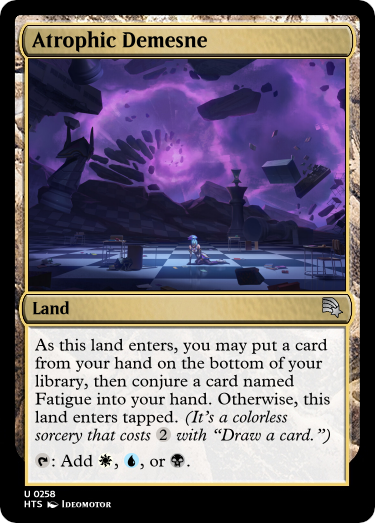 Atrophic Demesne
Land
As this land enters, you may put a card
from your hand on the bottom of your
library, then conjure a card named
Fatigue into your hand. Otherwise, this
land enters tapped. (It's a colorless
sorcery that costs 2 with “Draw a card.”)
: Add , , or .
U 0258
HTS Ideomotor